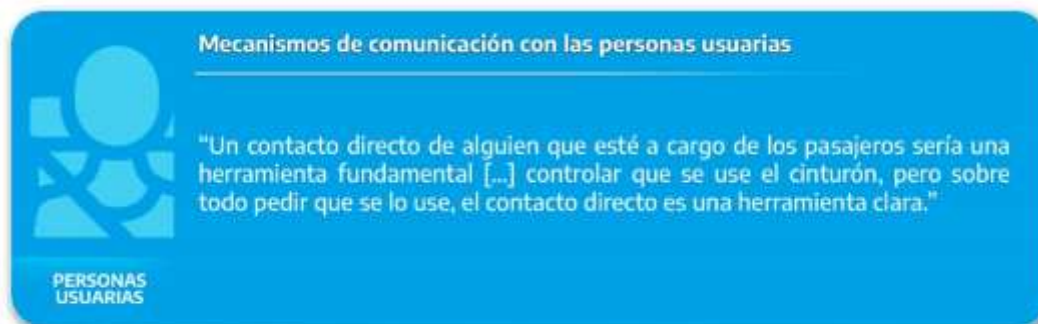 Mecanismos de comunicación con las personas usuarias
“Un contacto directo de alguien que esté a cargo de los pasajeros sería una
herramienta fundamental [...] controlar que se use el cinturón, pero sobre
todo pedir que se lo use, el contacto directo es una herramienta clara.”
PERSONAS
USUARIAS